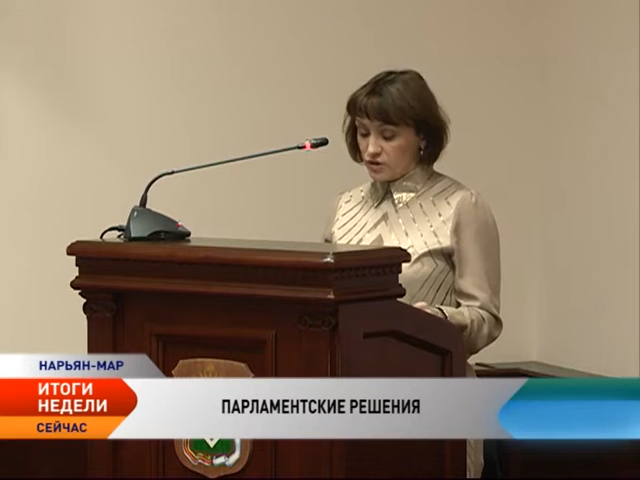 НАРЬЯН-МАР
ИТОГИ
НЕДЕЛИ
СЕЙЧАС
ПАРЛАМЕНТСКИЕ РЕШЕНИЯ